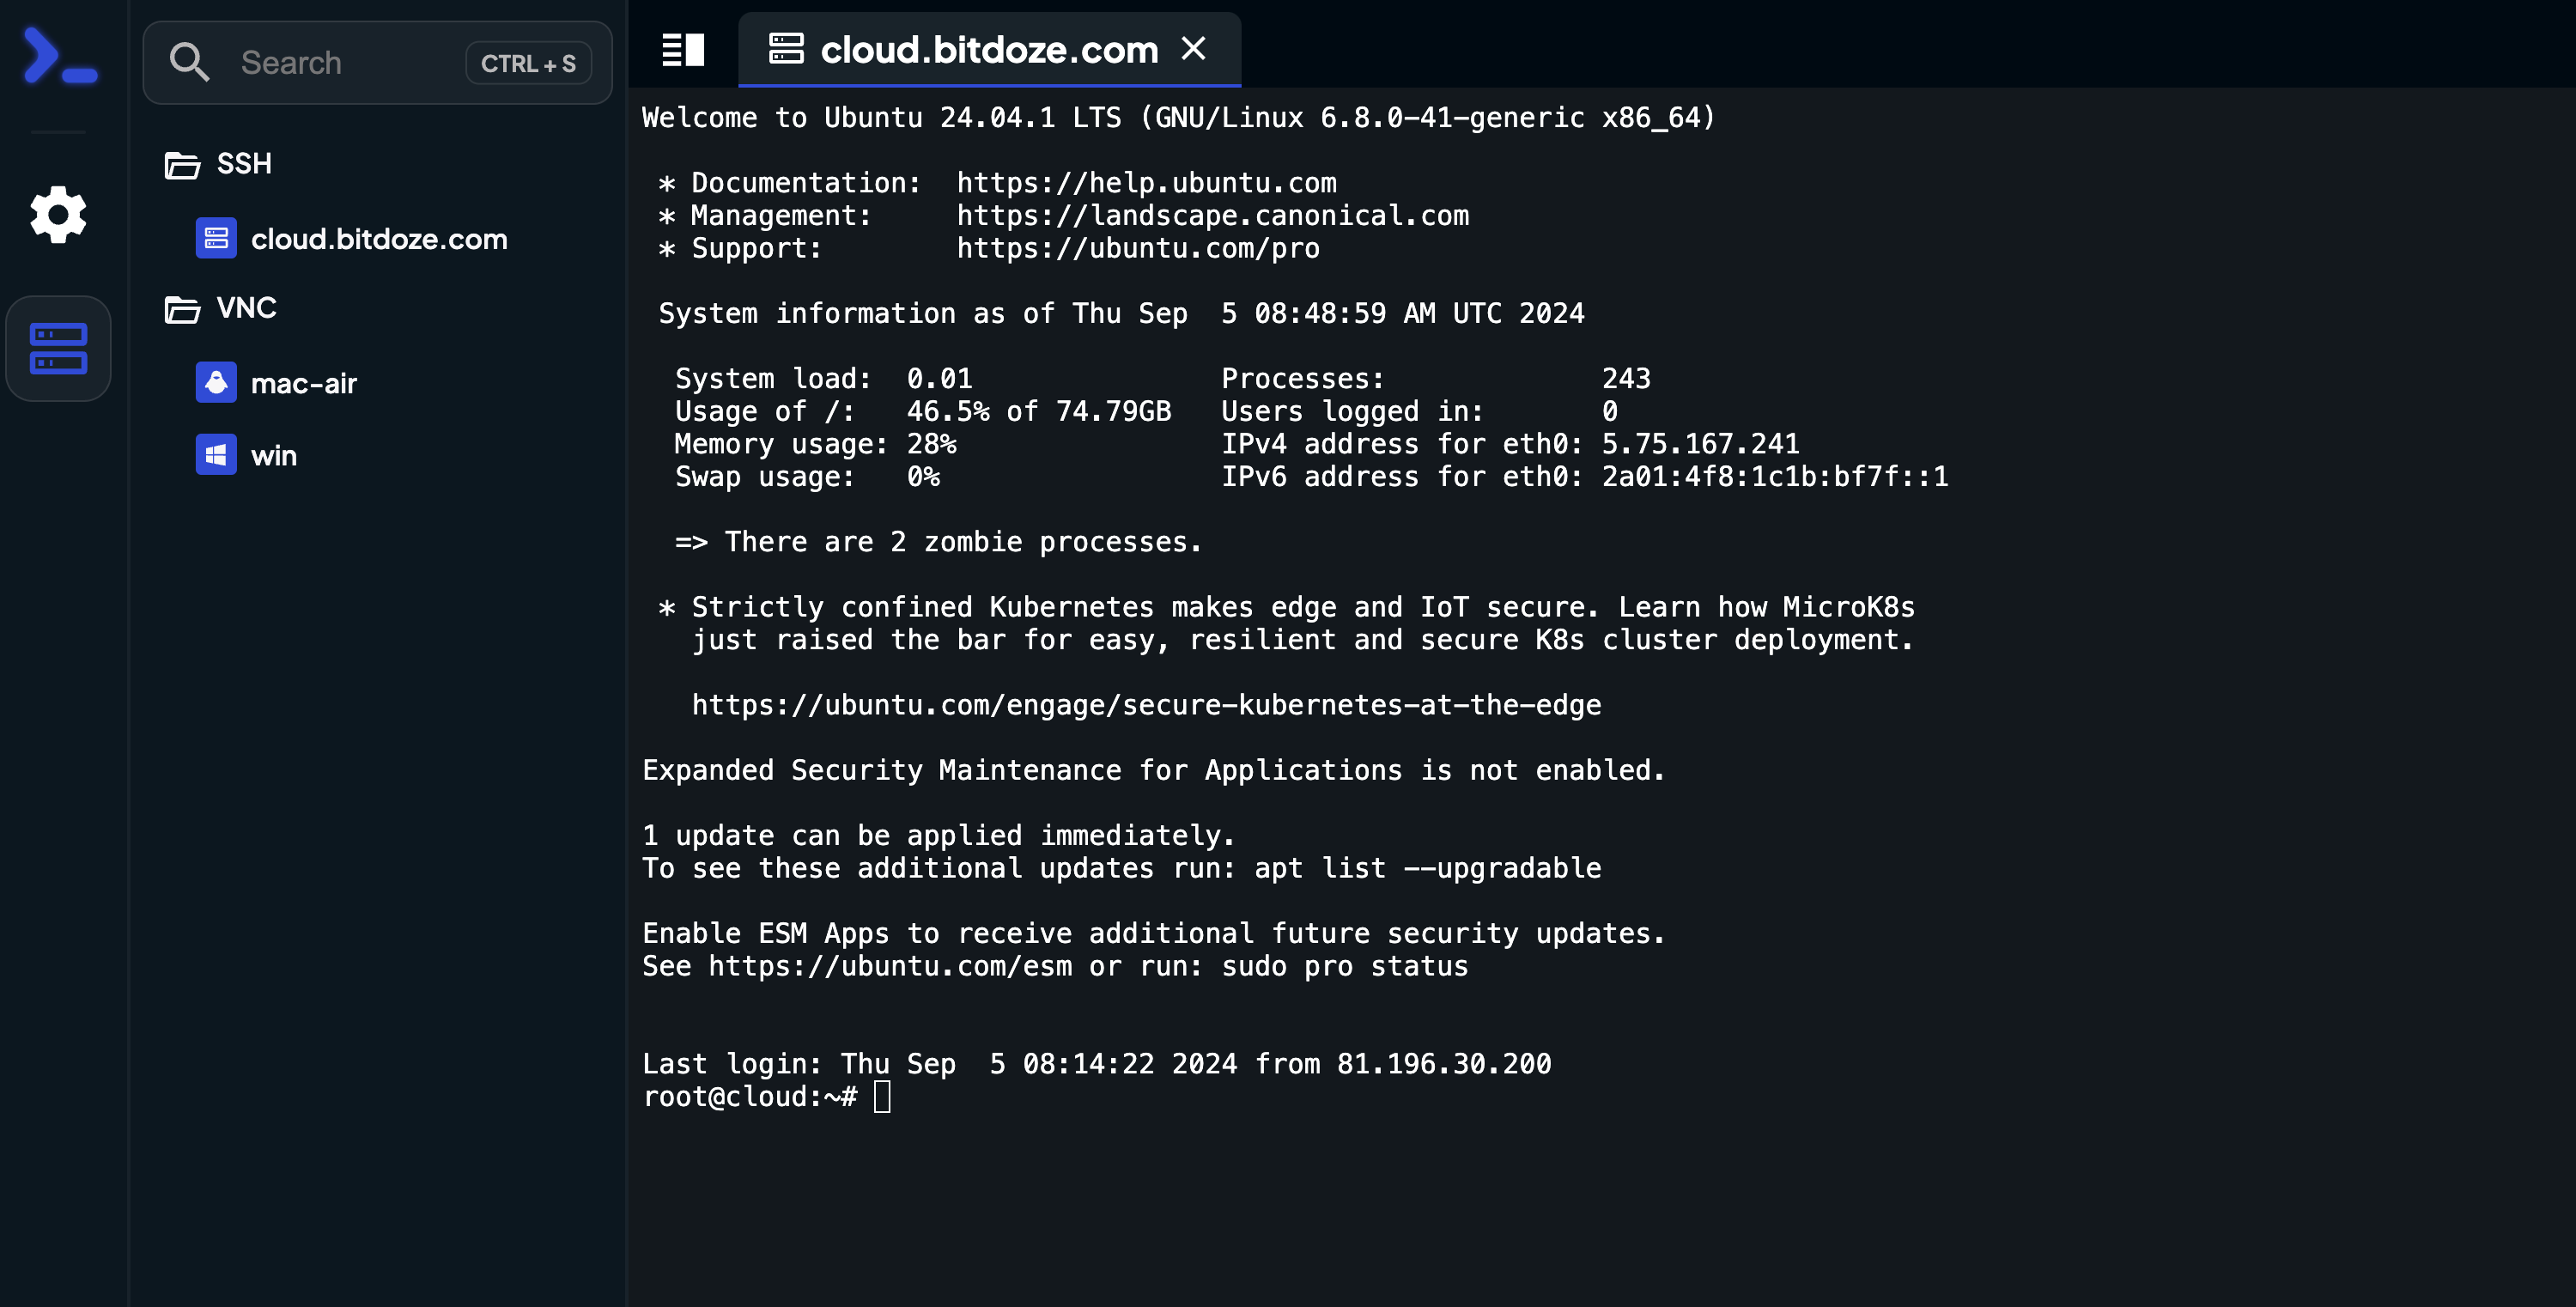 Search CTRL + S
SSH
cloud.bitdoze.com
VNC
mac-air
win
cloud.bitdoze.com
Welcome to Ubuntu 24.04.1 LTS (GNU/Linux 6.8.0-41-generic x86_64)
* Documentation:  https://help.ubuntu.com
* Management:     https://landscape.canonical.com
* Support:        https://ubuntu.com/pro
System information as of Thu Sep  5 08:48:59 AM UTC 2024
System load:  0.01               Processes:             243
Usage of /:   46.5% of 74.79GB   Users logged in:       0
Memory usage: 28%                IPv4 address for eth0: 5.75.167.241
Swap usage:   0%                 IPv6 address for eth0: 2a01:4f8:1c1b:bf7f::1
=> There are 2 zombie processes.
* Strictly confined Kubernetes makes edge and IoT secure. Learn how MicroK8s
just raised the bar for easy, resilient and secure K8s cluster deployment.
https://ubuntu.com/engage/secure-kubernetes-at-the-edge
Expanded Security Maintenance for Applications is not enabled.
1 update can be applied immediately.
To see these additional updates run: apt list --upgradable
Enable ESM Apps to receive additional future security updates.
See https://ubuntu.com/esm or run: sudo pro status
Last login: Thu Sep  5 08:14:22 2024 from 81.196.30.200
root@cloud:~#